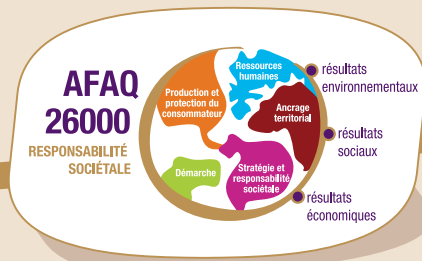 AFAQ
26000
RESPONSABILITÉ
SOCIÉTALE
Production et
protection du
consommateur
Ressources
humaines
Ancrage
territorial
Démarche
Stratégie et
responsabilité
sociétale
résultats
environnementaux
résultats
sociaux
résultats
économiques